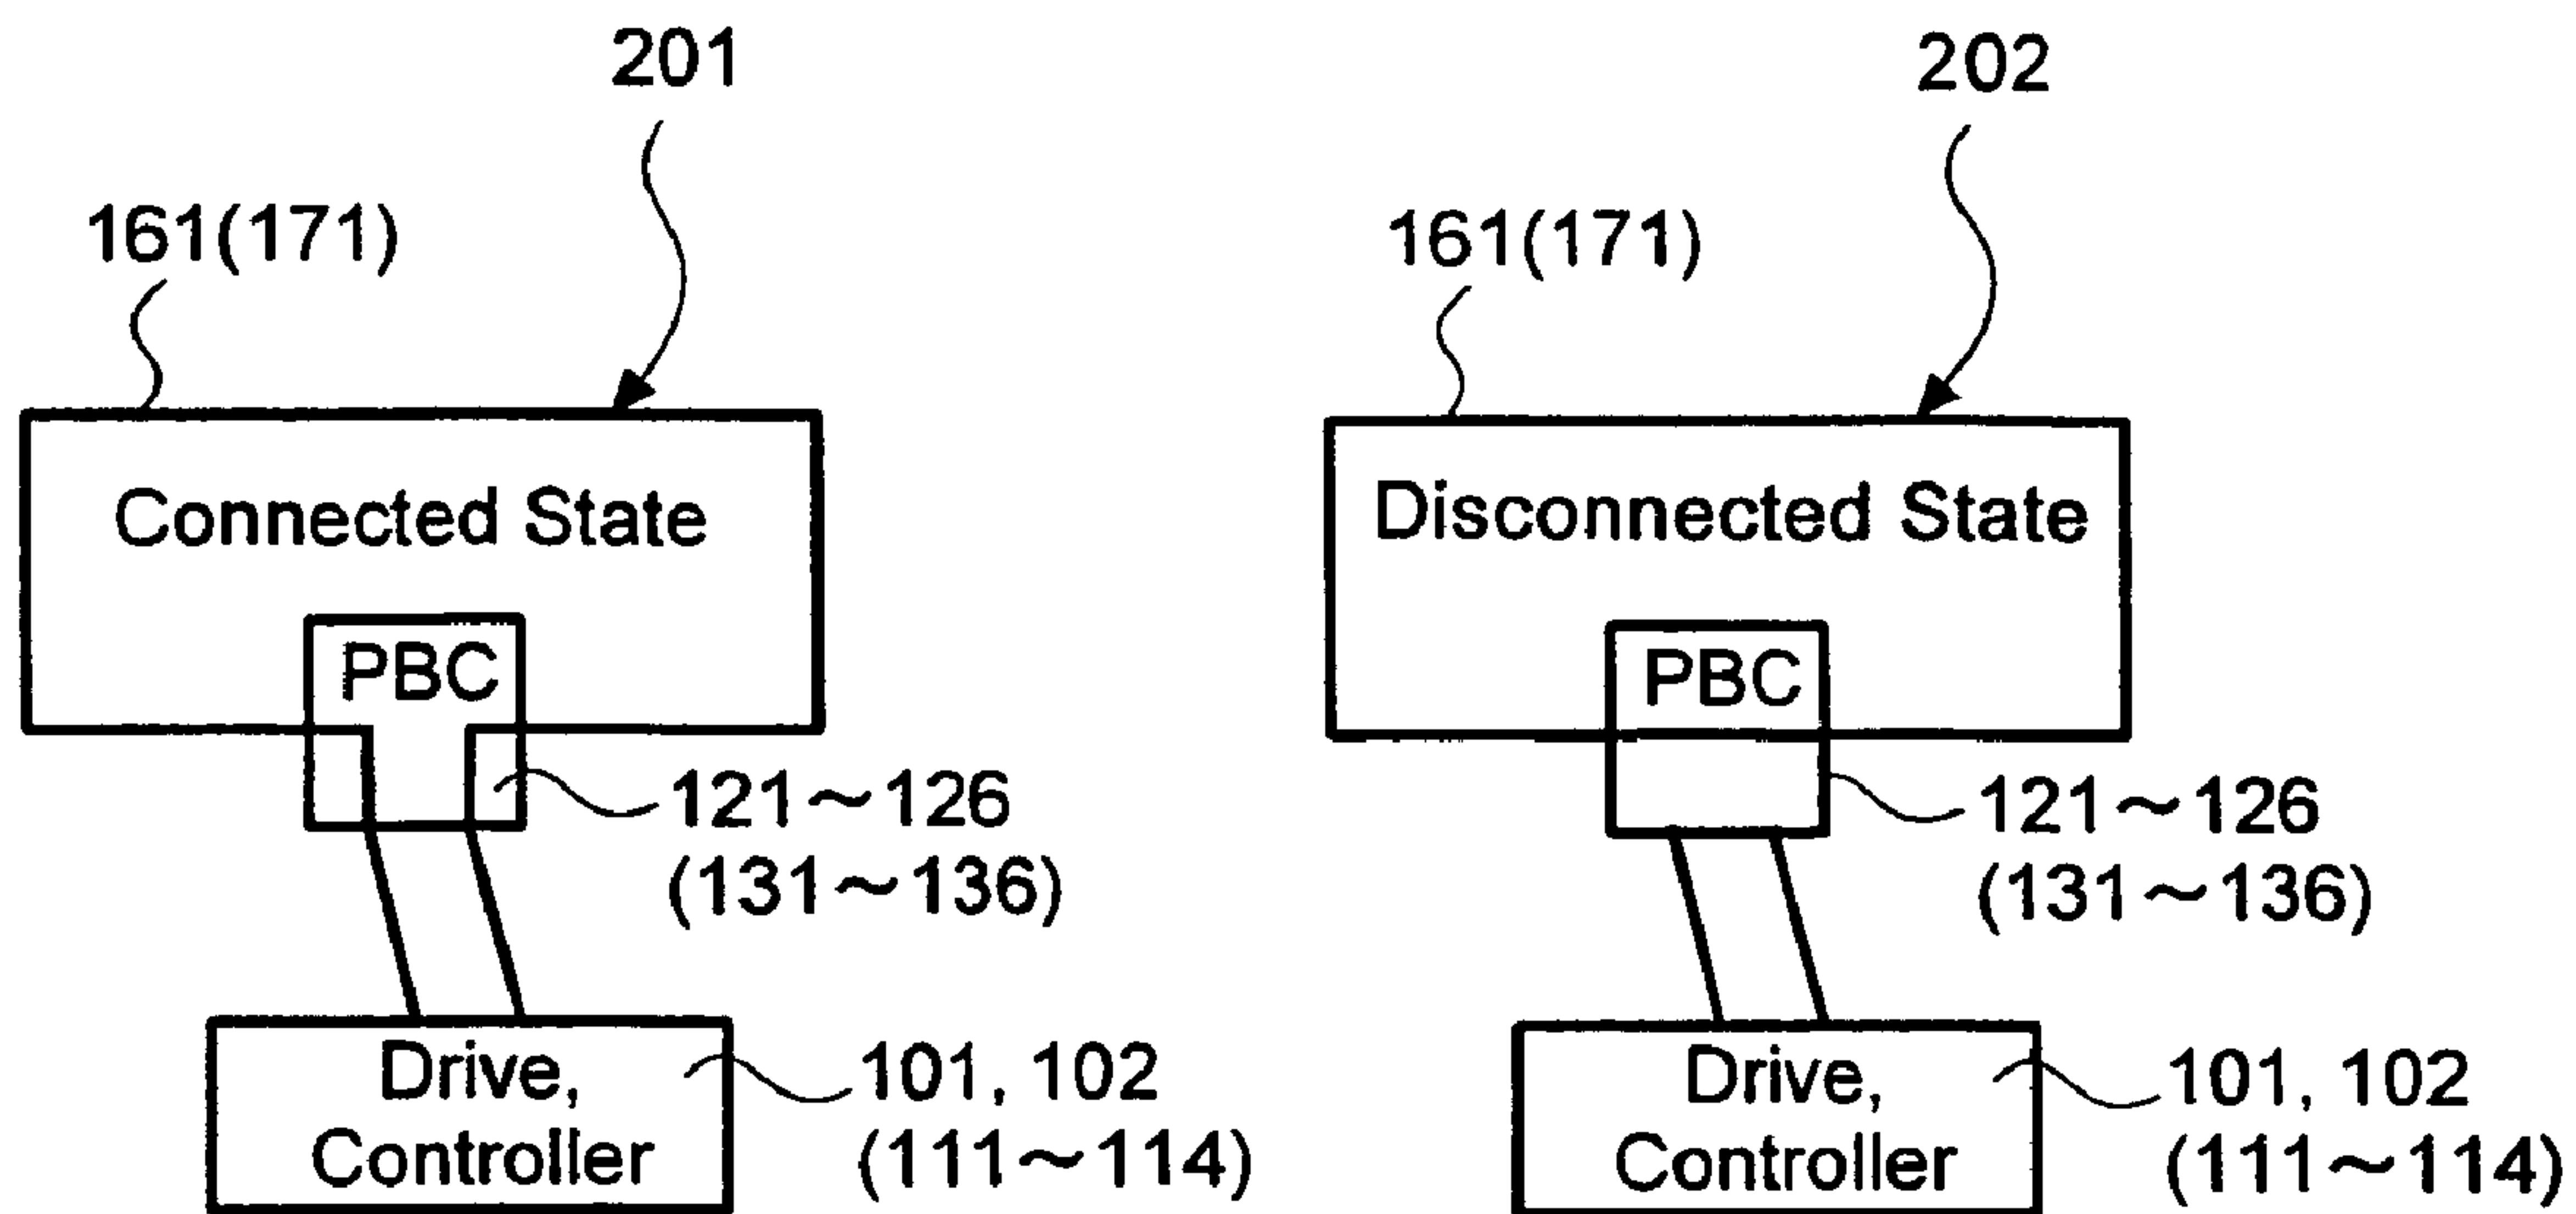 201
161(171)
Connected State
PBC
121～126
(131～136)
Drive,
Controller
101, 102
(111～114)
202
161(171)
Disconnected State
PBC
121～126
(131～136)
Drive,
Controller
101, 102
(111～114)